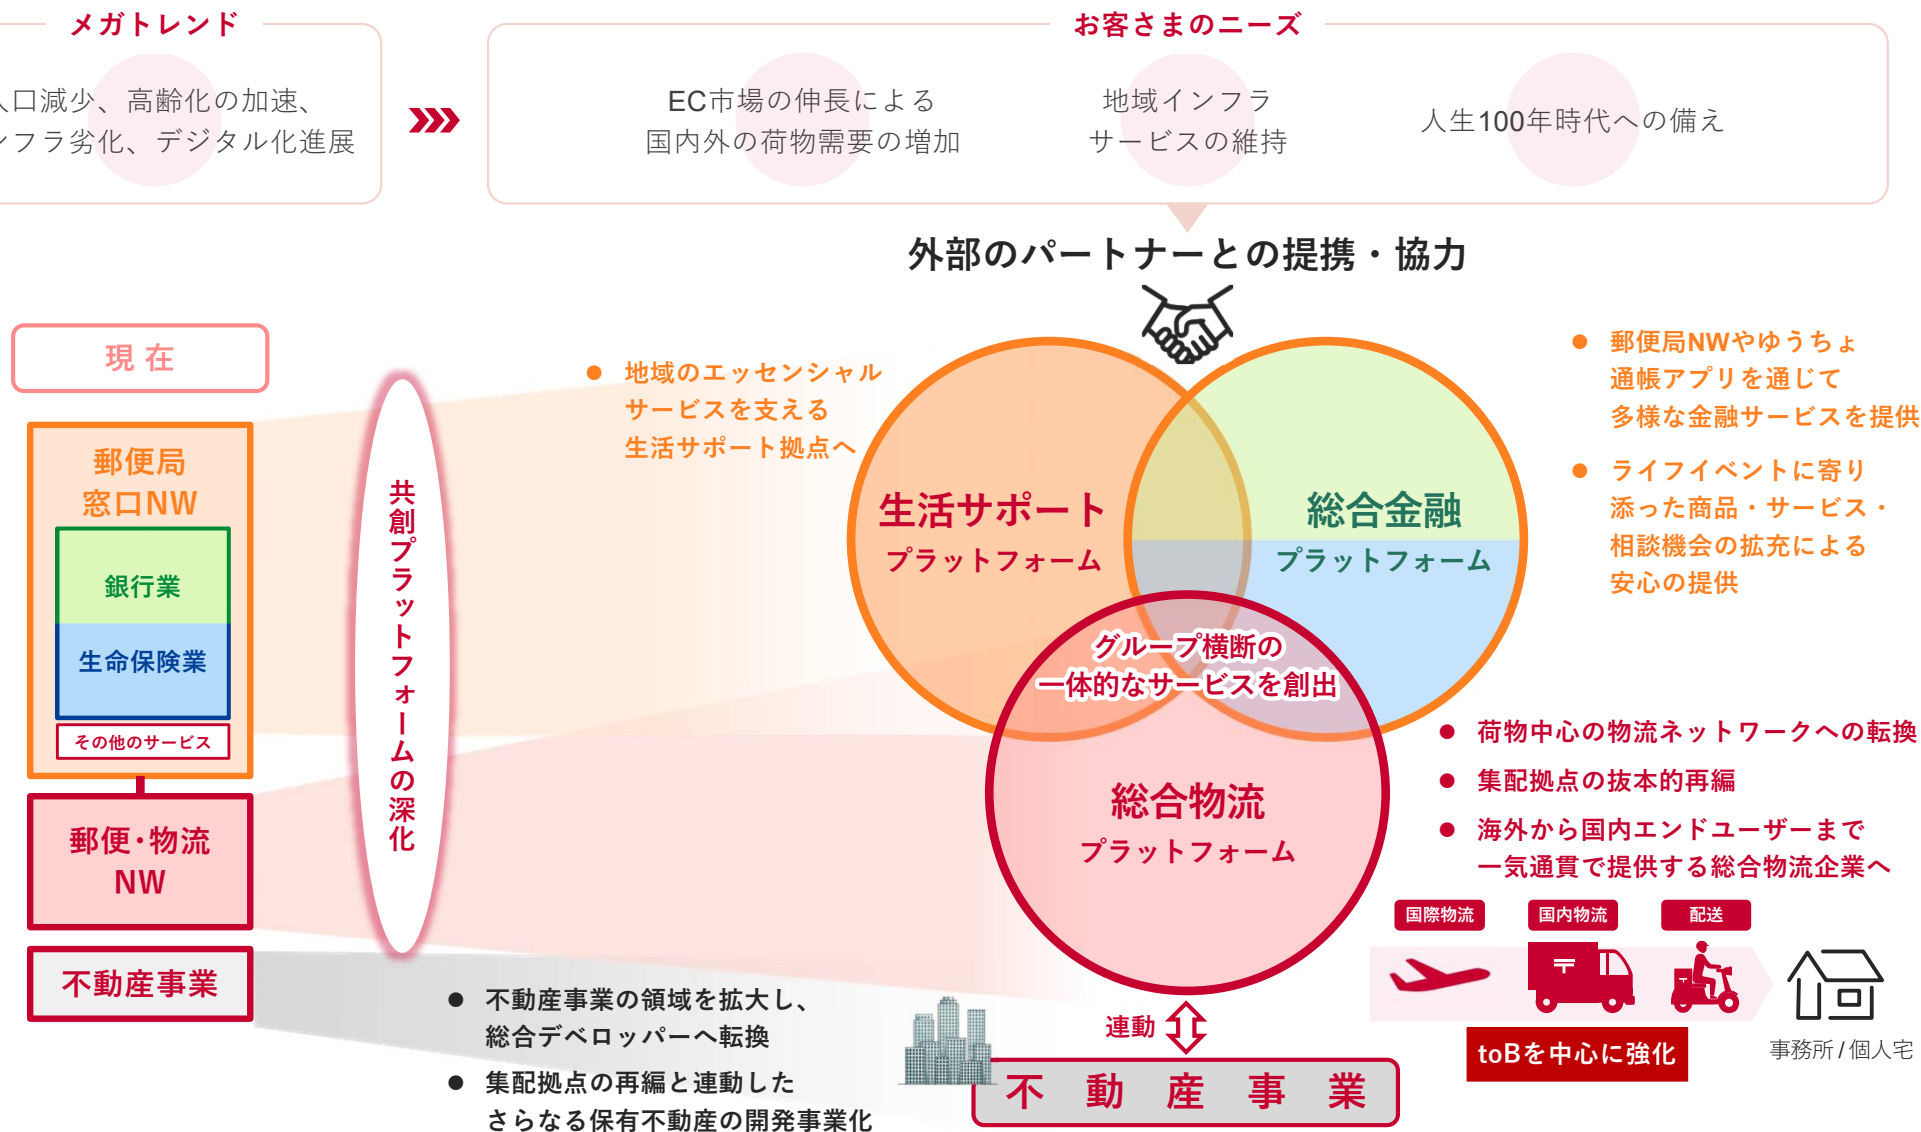 メガトレンド
人口減少、高齢化の加速、
ンフラ劣化、デジタル化進展
お客さまのニーズ
EC市場の伸長による
国内外の荷物需要の増加
地域インフラ
サービスの維持
人生100年時代への備え
外部のパートナーとの提携・協力
現在
郵便局
窓口NW
銀行業
生命保険業
その他のサービス
郵便・物流
NW
不動産事業
共創プラットフォームの深化
● 地域のエッセンシャル
サービスを支える
生活サポート拠点へ
生活サポート
プラットフォーム
総合金融
プラットフォーム
グループ横断の
一体的なサービスを創出
総合物流
プラットフォーム
● 郵便局NWやゆうちょ
通帳アプリを通じて
多様な金融サービスを提供
● ライフイベントに寄り
添った商品・サービス・
相談機会の拡充による
安心の提供
● 荷物中心の物流ネットワークへの転換
● 集配拠点の抜本的再編
● 海外から国内エンドユーザーまで
一気通貫で提供する総合物流企業へ
国際物流
国内物流
配送
〒
toBを中心に強化
事務所/個人宅
● 不動産事業の領域を拡大し、
総合デベロッパーへ転換
● 集配拠点の再編と連動した
さらなる保有不動産の開発事業化
連動
不動産事業